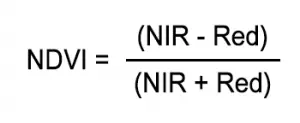 (NIR - Red)
NDVI =
(NIR + Red)